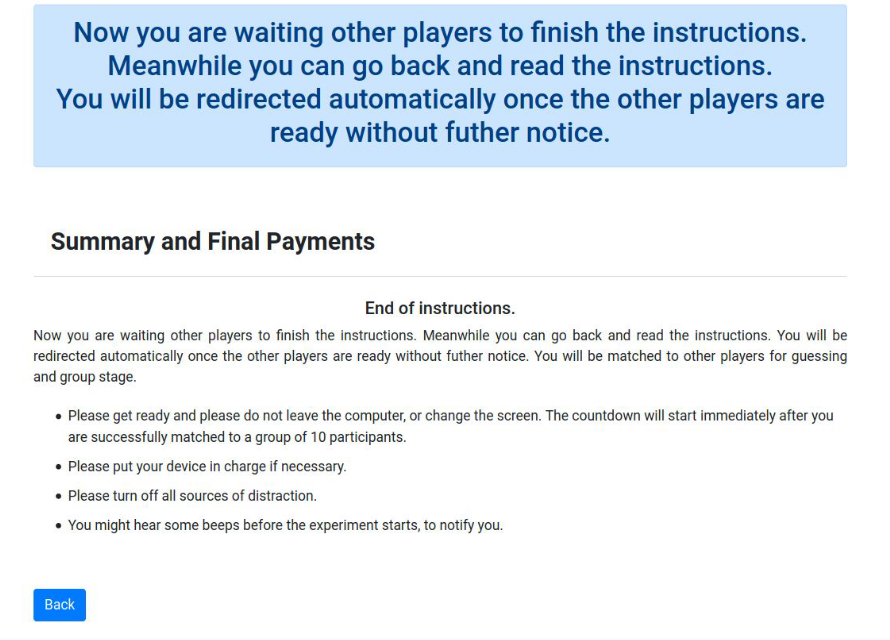 Now you are waiting other players to finish the instructions.
Meanwhile you can go back and read the instructions.
You will be redirected automatically once the other players are
ready without futher notice.
Summary and Final Payments
End of instructions.
Now you are waiting other players to finish the instructions. Meanwhile you can go back and read the instructions. You will be
redirected automatically once the other players are ready without futher notice. You will be matched to other players for guessing
and group stage.
• Please get ready and please do not leave the computer, or change the screen. The countdown will start immediately after you
are successfully matched to a group of 10 participants.
• Please put your device in charge if necessary.
• Please turn off all sources of distraction.
• You might hear some beeps before the experiment starts, to notify you.
Back